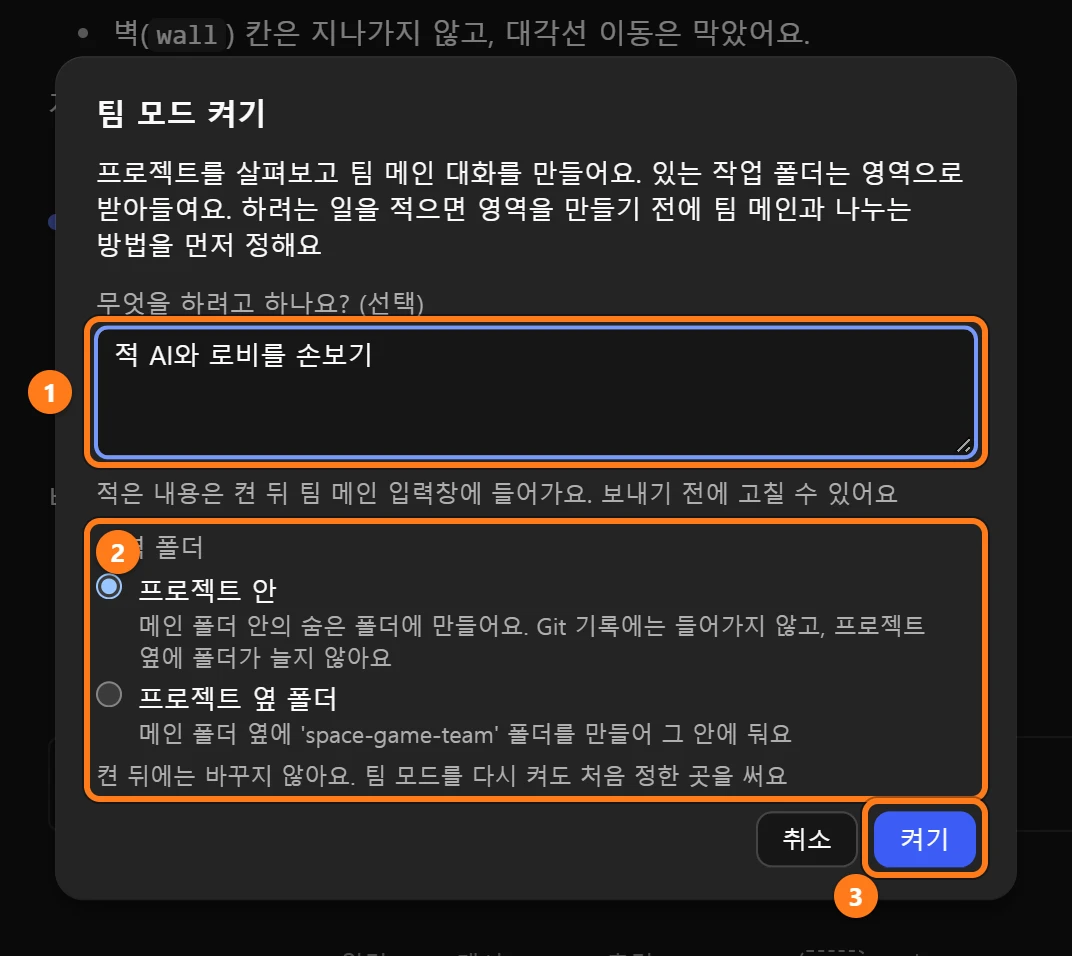 벽(wall) 칸은 지나가지 않고, 대각선 이동은 막았어요.
팀 모드 켜기
프로젝트를 살펴보고 팀 메인 대화를 만들어요. 있는 작업 폴더는 영역으로
받아들여요. 하려는 일을 적으면 영역을 만들기 전에 팀 메인과 나누는
방법을 먼저 정해요
무엇을 하려고 하나요? (선택)
1
적 AI와 로비를 손보기
적은 내용은 켠 뒤 팀 메인 입력창에 들어가요. 보내기 전에 고칠 수 있어요
2
폴더
프로젝트 안
메인 폴더 안의 숨은 폴더에 만들어요. Git 기록에는 들어가지 않고, 프로젝트
옆에 폴더가 늘지 않아요
프로젝트 옆 폴더
메인 폴더 옆에 'space-game-team' 폴더를 만들어 그 안에 둬요
켠 뒤에는 바꾸지 않아요. 팀 모드를 다시 켜도 처음 정한 곳을 써요
취소
켜기
3